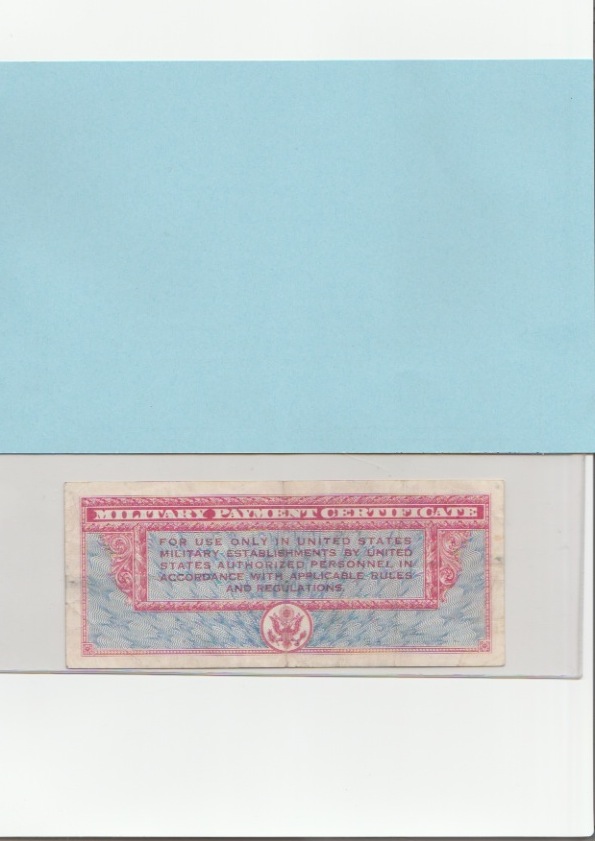 MILITARY PAYMENT CERTIFICATE
FOR USE ONLY IN UNITED STATES
MILITARY ESTABLISHMENTS BY UNITED
STATES AUTHORIZED PERSONNEL IN
ACCORDANCE WITH APPLICABLE RULES
AND REGULATIONS.